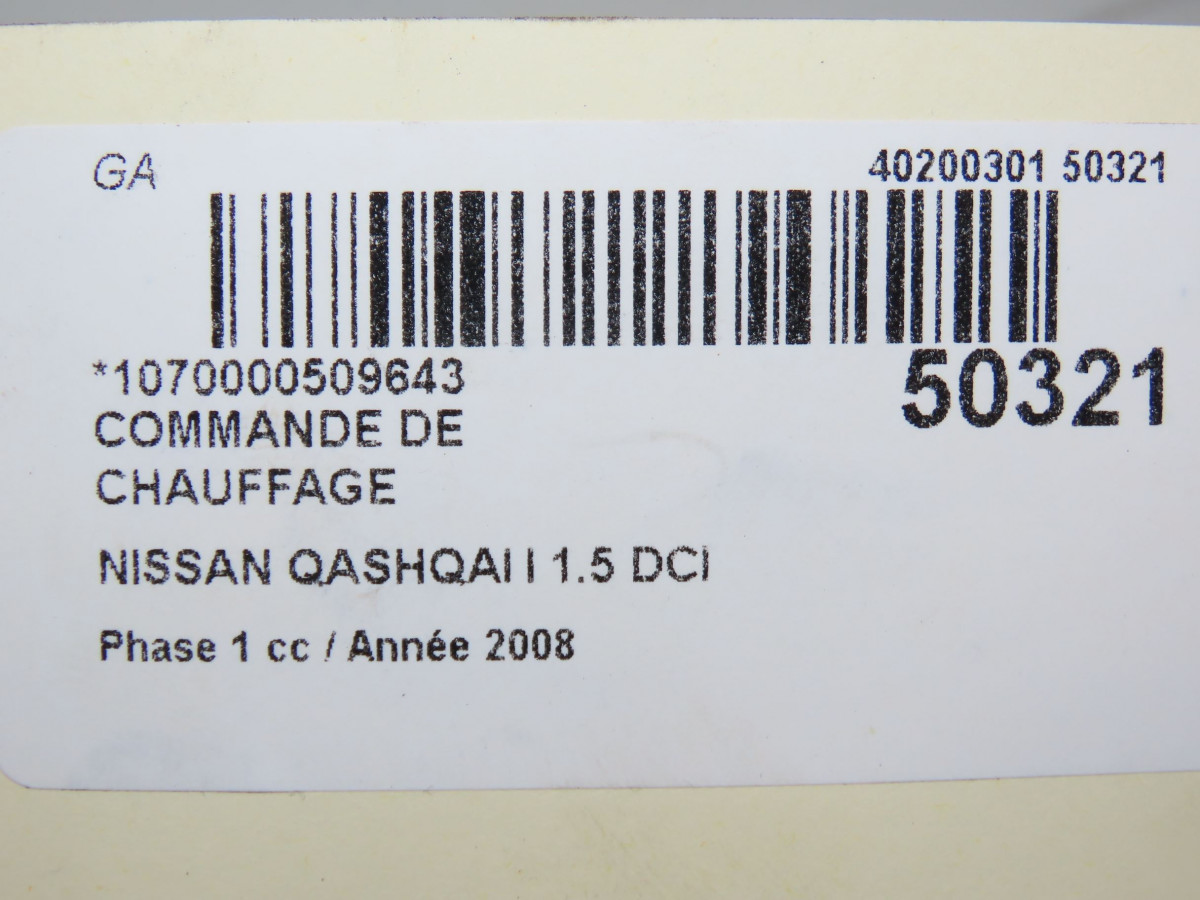 GA
40200301 50321
*1070000509643
50321
COMMANDE DE
CHAUFFAGE
NISSAN QASHQAI I 1.5 DCI
Phase 1 cc / Année 2008